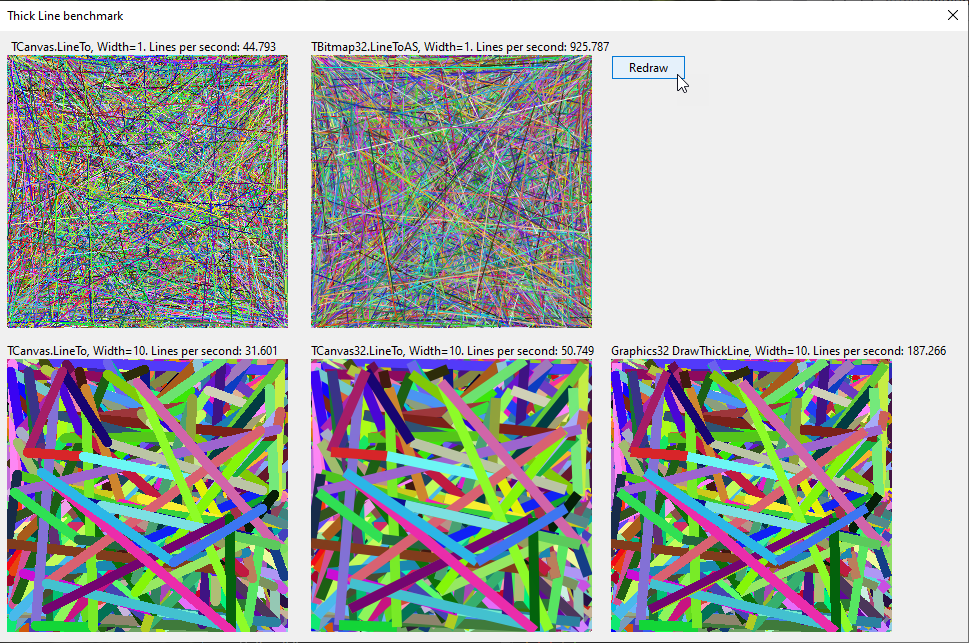 Thick Line benchmark
TCanvas.LineTo, Width=1. Lines per second: 44.793
TBitmap32.LineToAS, Width=1. Lines per second: 925.787
Redraw
TCanvas.LineTo, Width=10. Lines per second: 31.601
TCanvas32.LineTo, Width=10. Lines per second: 50.749
Graphics32 DrawThickLine, Width=10. Lines per second: 187.266